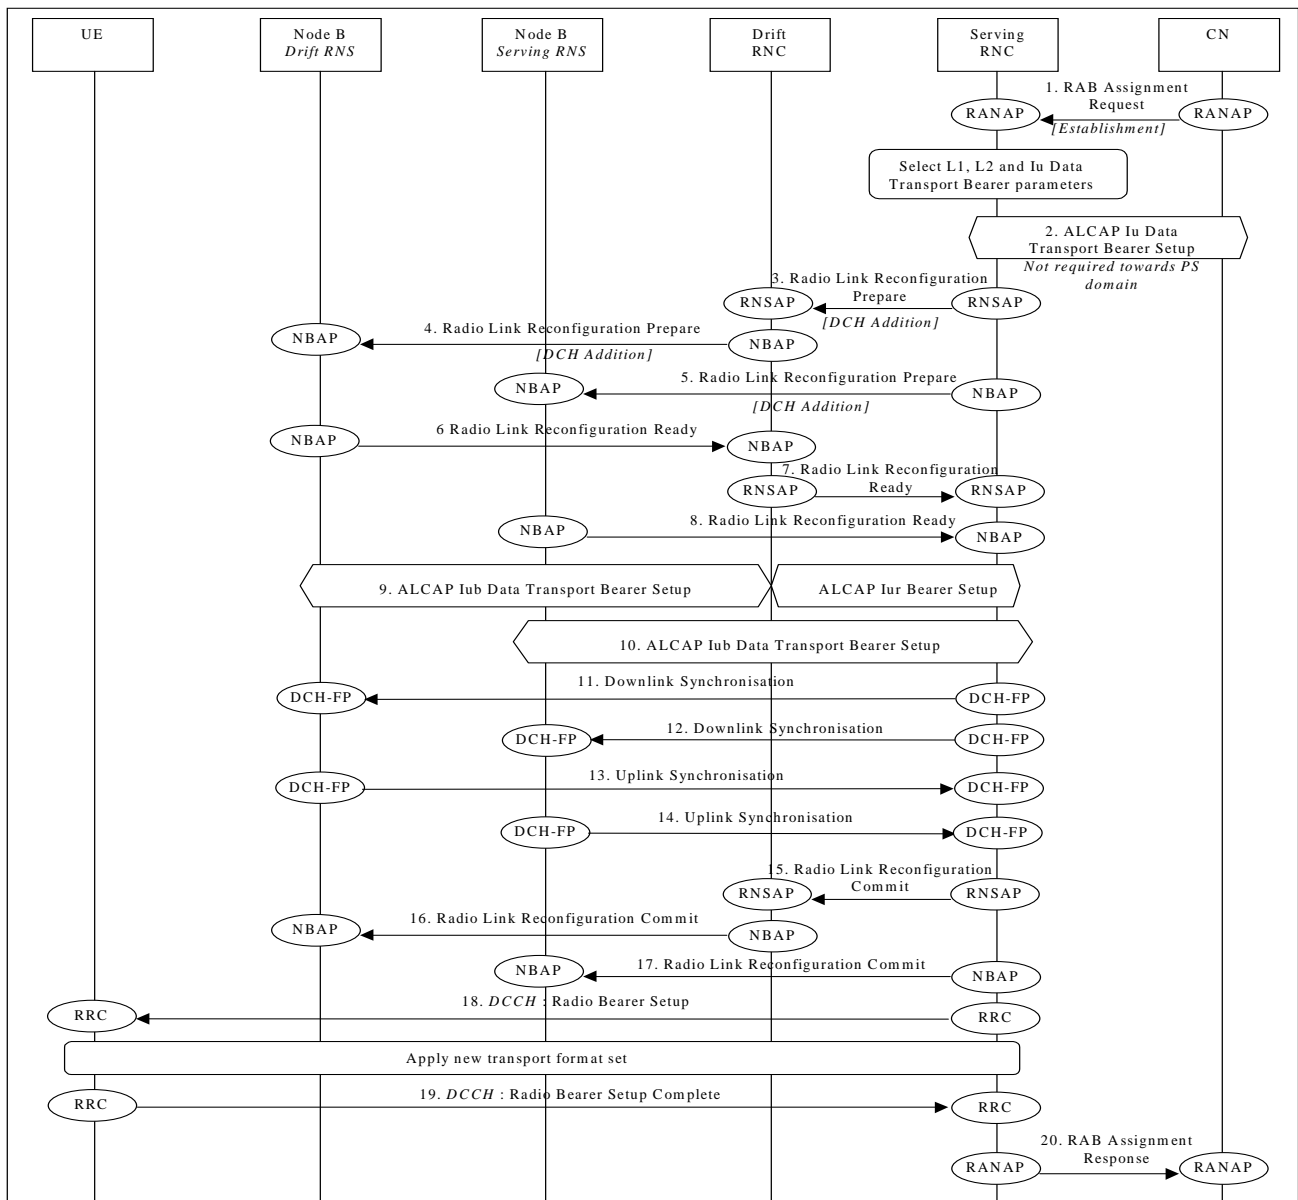 UE
Node B
Drift RNS
Node B
Serving RNS
Drift
RNC
Serving
RNC
CN
1. RAB Assignment
Request
RANAP
RANAP
[Establishment]
Select L1, L2 and Iu Data
Transport Bearer parameters
2. ALCAP Iu Data
Transport Bearer Setup
Not required towards PS
domain
3. Radio Link Reconfiguration
Prepare
RNSAP
RNSAP
[DCH Addition]
4. Radio Link Reconfiguration Prepare
NBAP
NBAP
[DCH Addition]
5. Radio Link Reconfiguration Prepare
NBAP
NBAP
[DCH Addition]
6 Radio Link Reconfiguration Ready
NBAP
NBAP
7. Radio Link Reconfiguration
Ready
RNSAP
RNSAP
8. Radio Link Reconfiguration Ready
NBAP
NBAP
9. ALCAP Iub Data Transport Bearer Setup
ALCAP Iur Bearer Setup
10. ALCAP Iub Data Transport Bearer Setup
11. Downlink Synchronisation
DCH-FP
DCH-FP
12. Downlink Synchronisation
DCH-FP
DCH-FP
13. Uplink Synchronisation
DCH-FP
DCH-FP
14. Uplink Synchronisation
DCH-FP
DCH-FP
15. Radio Link Reconfiguration
Commit
RNSAP
RNSAP
16. Radio Link Reconfiguration Commit
NBAP
NBAP
17. Radio Link Reconfiguration Commit
NBAP
NBAP
18. DCCH : Radio Bearer Setup
RRC
RRC
Apply new transport format set
19. DCCH : Radio Bearer Setup Complete
RRC
RRC
20. RAB Assignment
Response
RANAP
RANAP